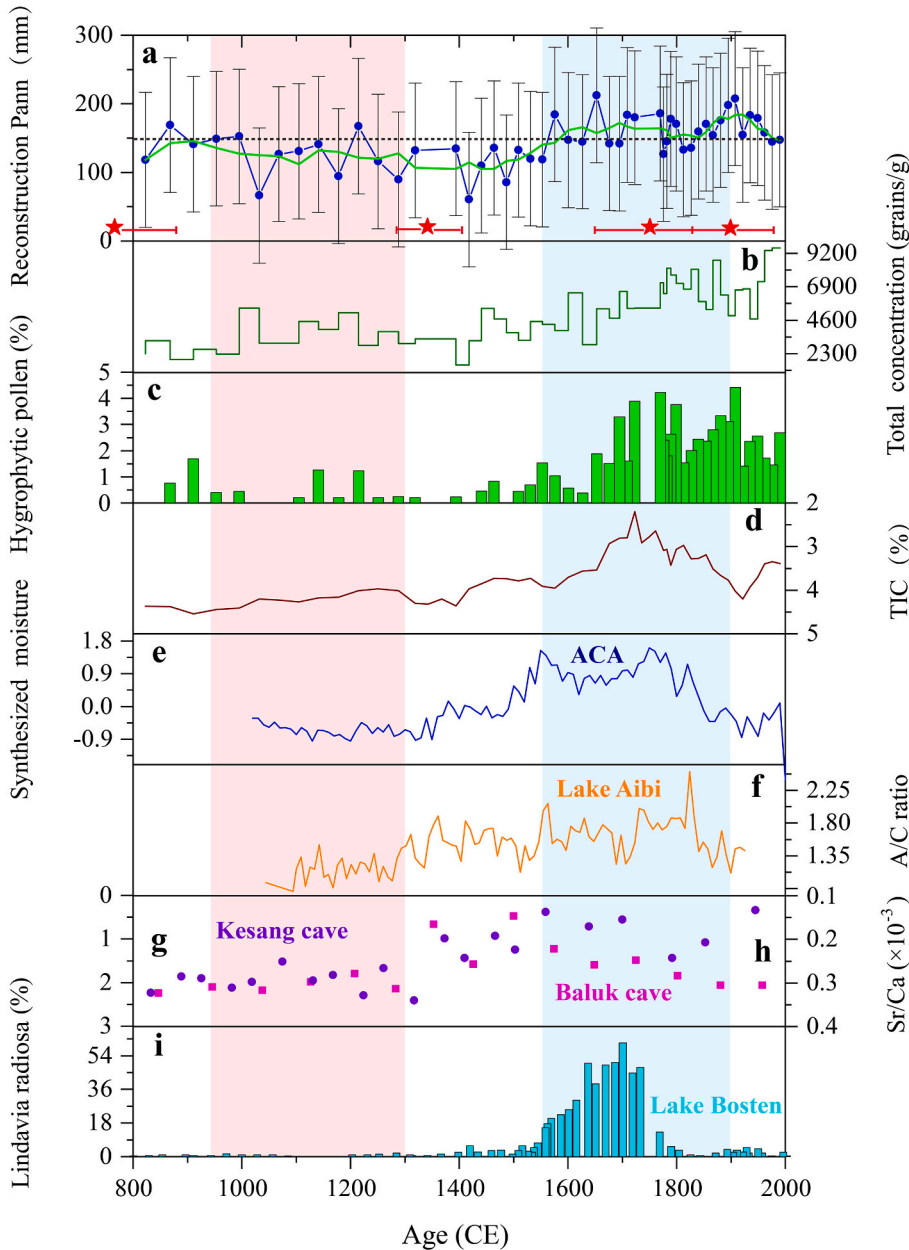 Reconstruction Pann (mm)
300
200
100
0
a
Total concentration (grains/g)
9200
6900
4600
2300
b
Hygrophytic pollen (%)
5
4
3
2
1
0
c
TIC (%)
2
3
4
5
d
Synthesized moisture
1.8
0.9
0.0
-0.9
e
ACA
A/C ratio
2.25
1.80
1.35
f
Lake Aibi
0
1
2
3
g
Kesang cave
h
Baluk cave
Sr/Ca (×10⁻³)
0.1
0.2
0.3
0.4
Lindavia radiosa (%)
54
36
18
0
i
Lake Bosten
800 1000 1200 1400 1600 1800 2000
Age (CE)